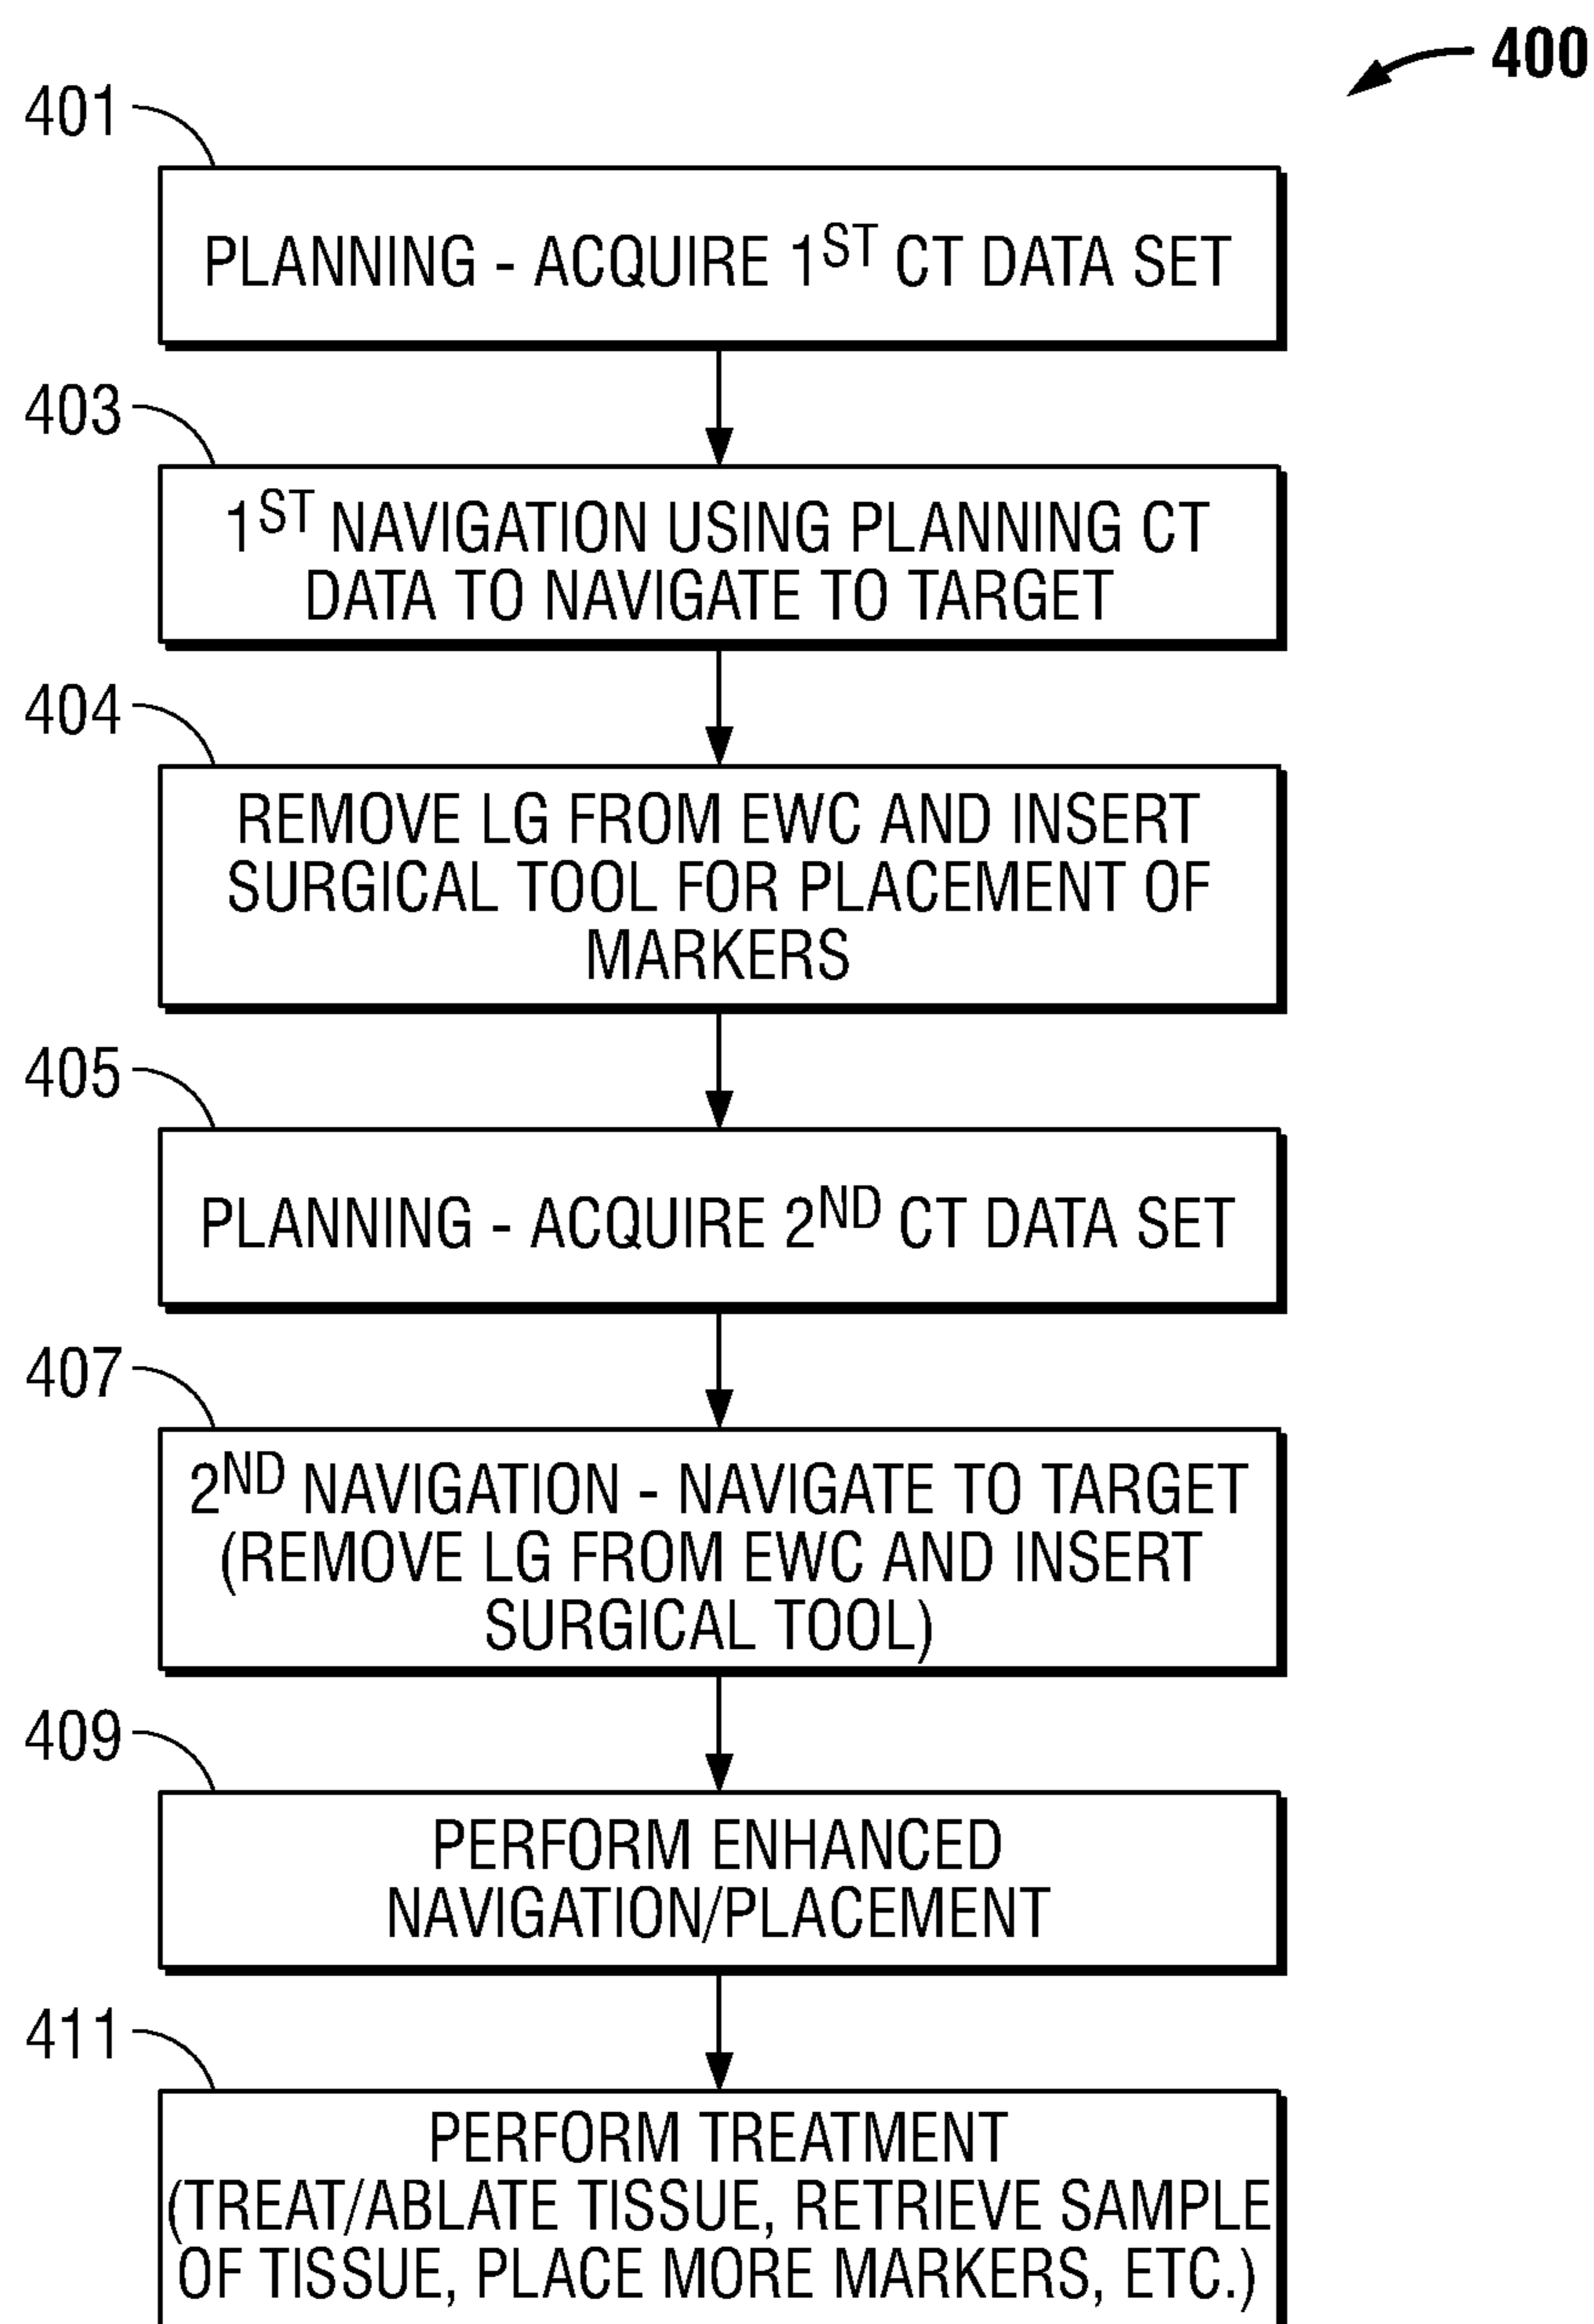 400
401
PLANNING - ACQUIRE 1ST CT DATA SET
403
1ST NAVIGATION USING PLANNING CT
DATA TO NAVIGATE TO TARGET
404
REMOVE LG FROM EWC AND INSERT
SURGICAL TOOL FOR PLACEMENT OF
MARKERS
405
PLANNING - ACQUIRE 2ND CT DATA SET
407
2ND NAVIGATION - NAVIGATE TO TARGET
(REMOVE LG FROM EWC AND INSERT
SURGICAL TOOL)
409
PERFORM ENHANCED
NAVIGATION/PLACEMENT
411
PERFORM TREATMENT
(TREAT/ABLATE TISSUE, RETRIEVE SAMPLE
OF TISSUE, PLACE MORE MARKERS, ETC.)